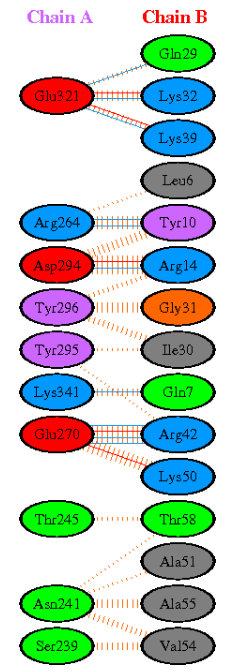 Chain A Chain B
Gln29
Glu321 Lys32
Lys39
Leu6
Arg264 Tyr10
Asp294 Arg14
Tyr296 Gly31
Tyr295 Ile30
Lys341 Gln7
Glu270 Arg42
Lys50
Thr245 Thr58
Ala51
Asn241 Ala55
Ser239 Val54